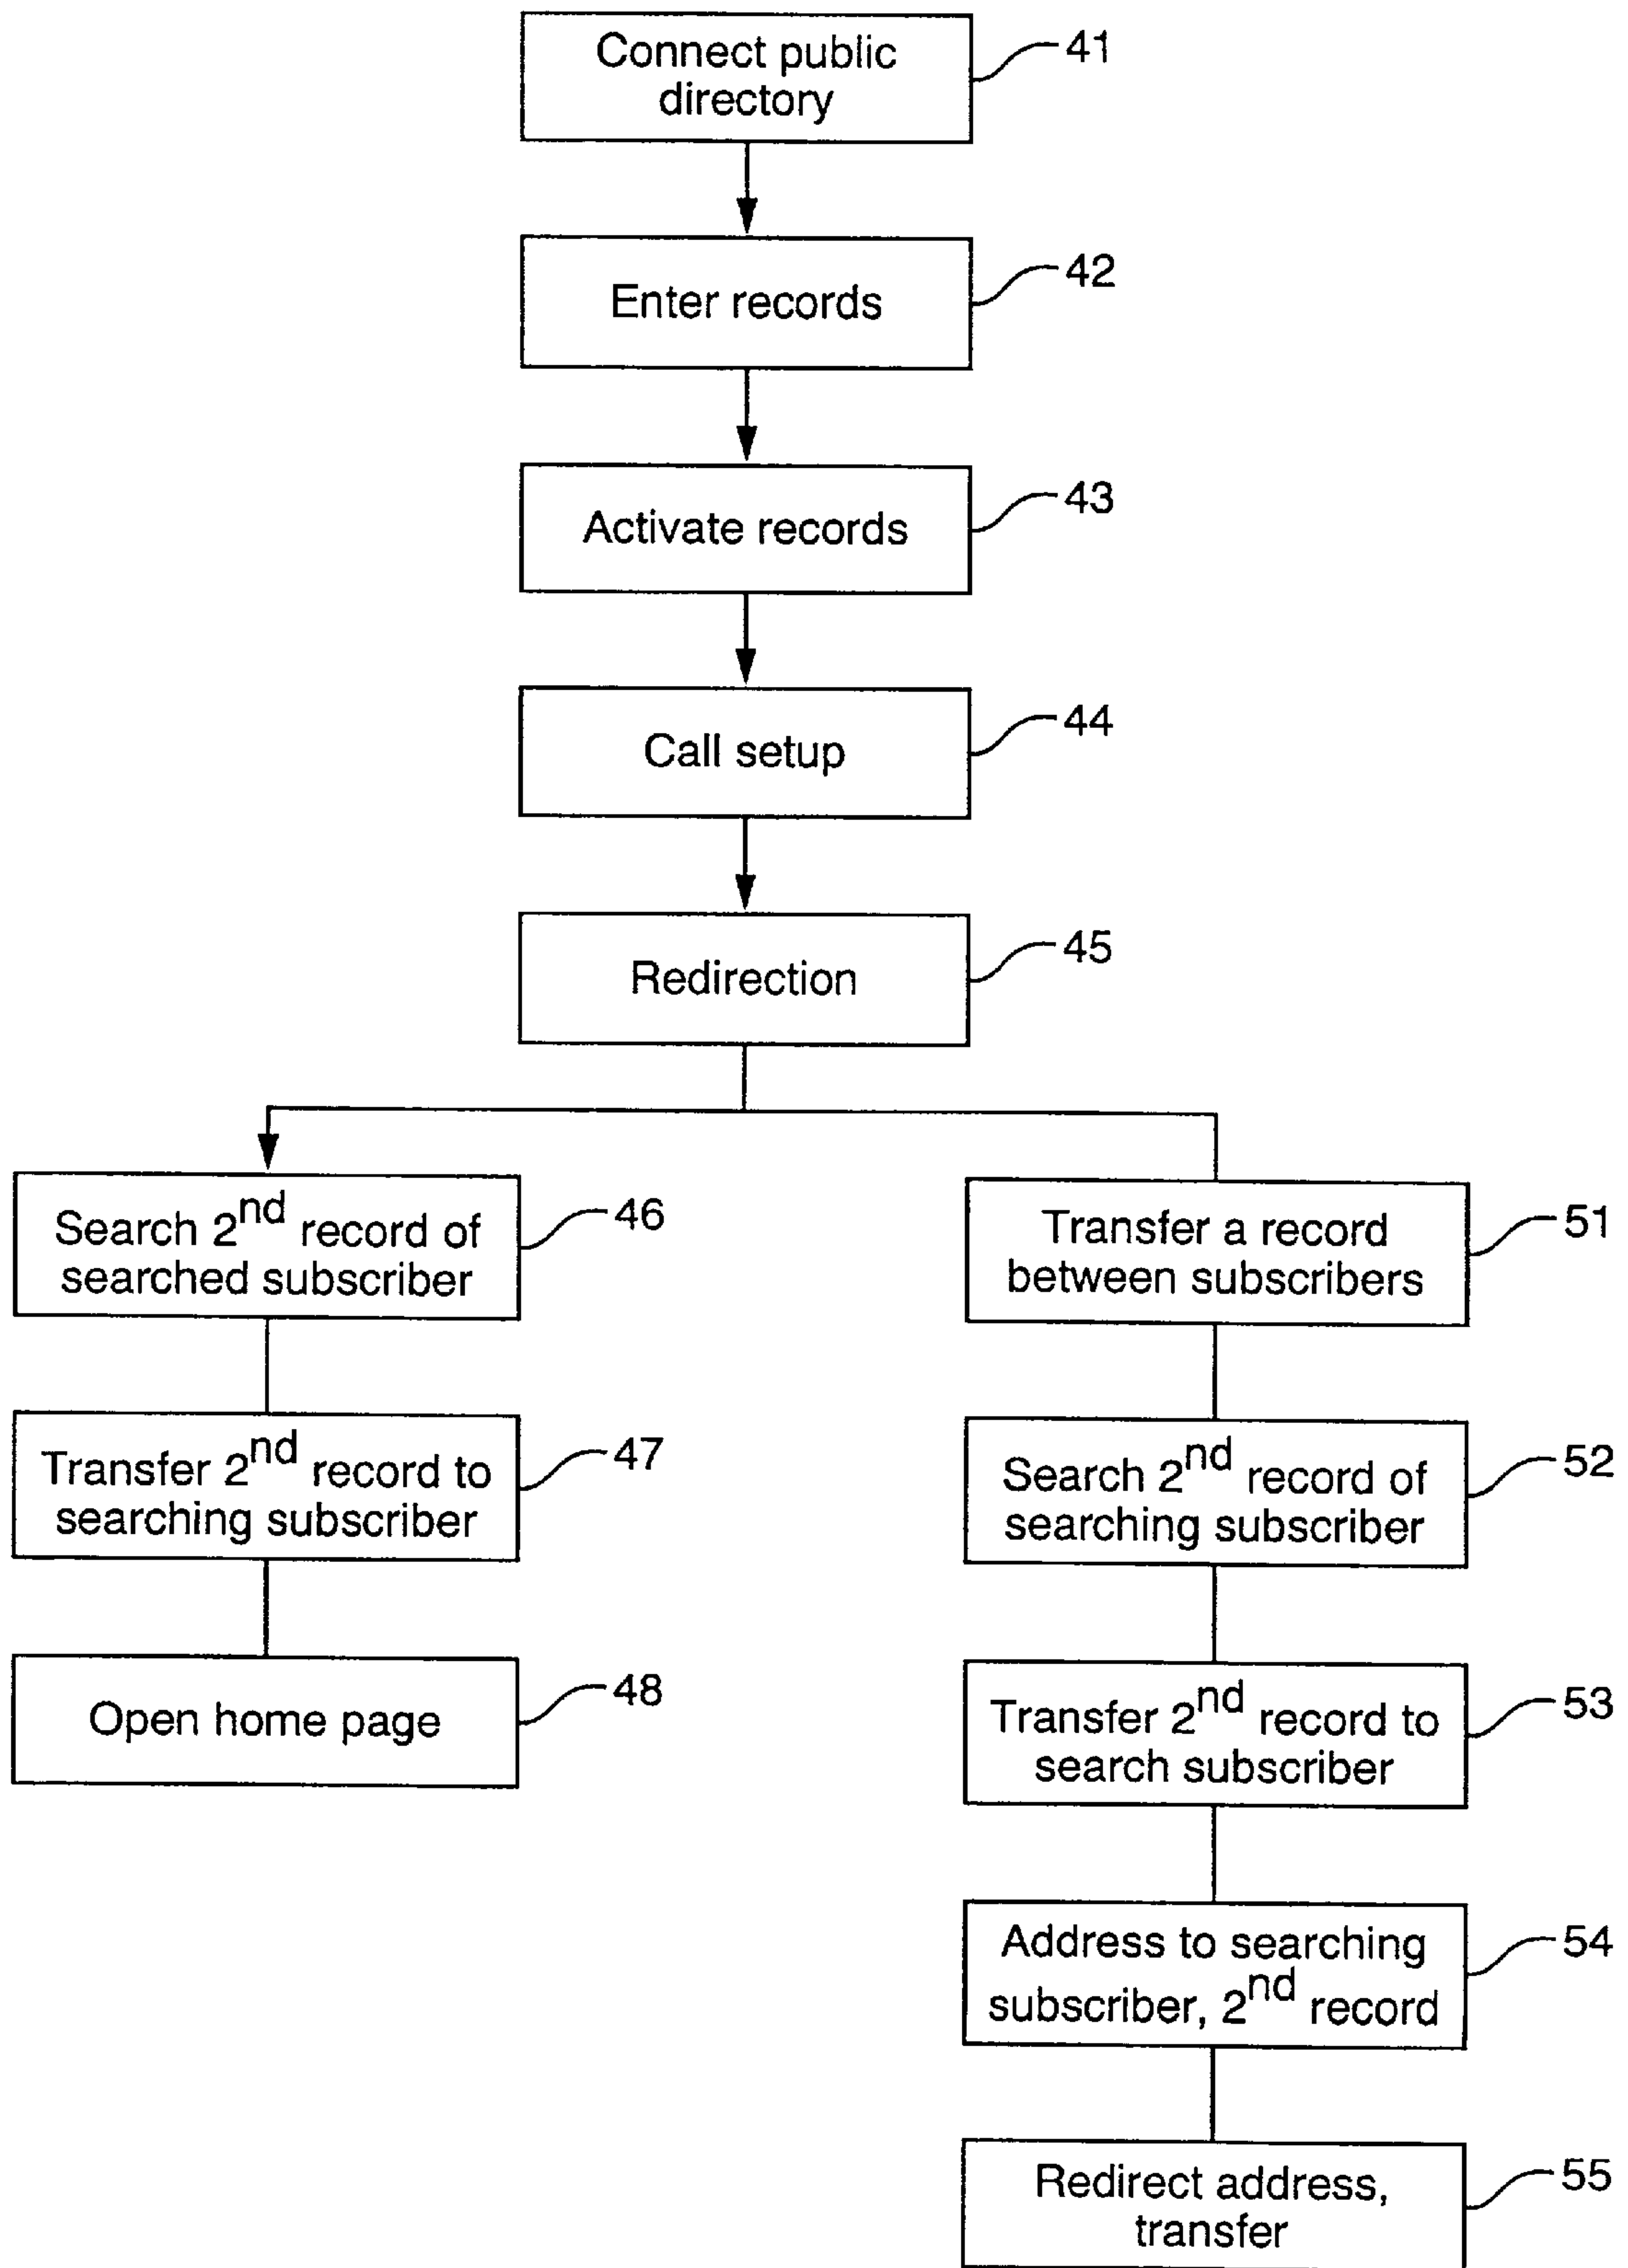 Connect public
directory
41
Enter records
42
Activate records
43
Call setup
44
Redirection
45
Search 2nd record of
searched subscriber
46
Transfer 2nd record to
searching subscriber
47
Open home page
48
Transfer a record
between subscribers
51
Search 2nd record of
searching subscriber
52
Transfer 2nd record to
search subscriber
53
Address to searching
subscriber, 2nd record
54
Redirect address,
transfer
55